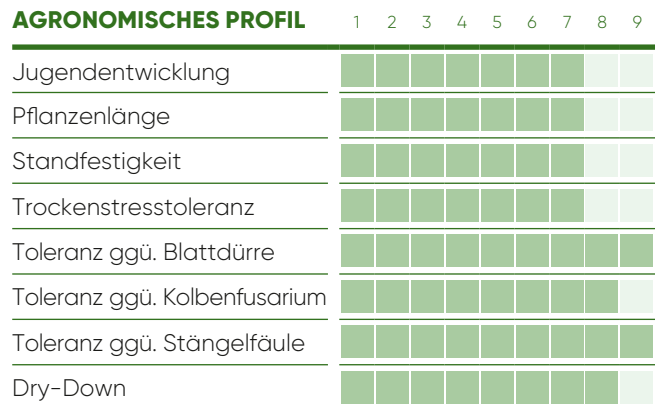 AGRONOMISCHES PROFIL 1 2 3 4 5 6 7 8 9
Jugendentwicklung
Pflanzenlänge
Standfestigkeit
Trockenstresstoleranz
Toleranz ggü. Blattdürre
Toleranz ggü. Kolbenfusarium
Toleranz ggü. Stängelfäule
Dry-Down